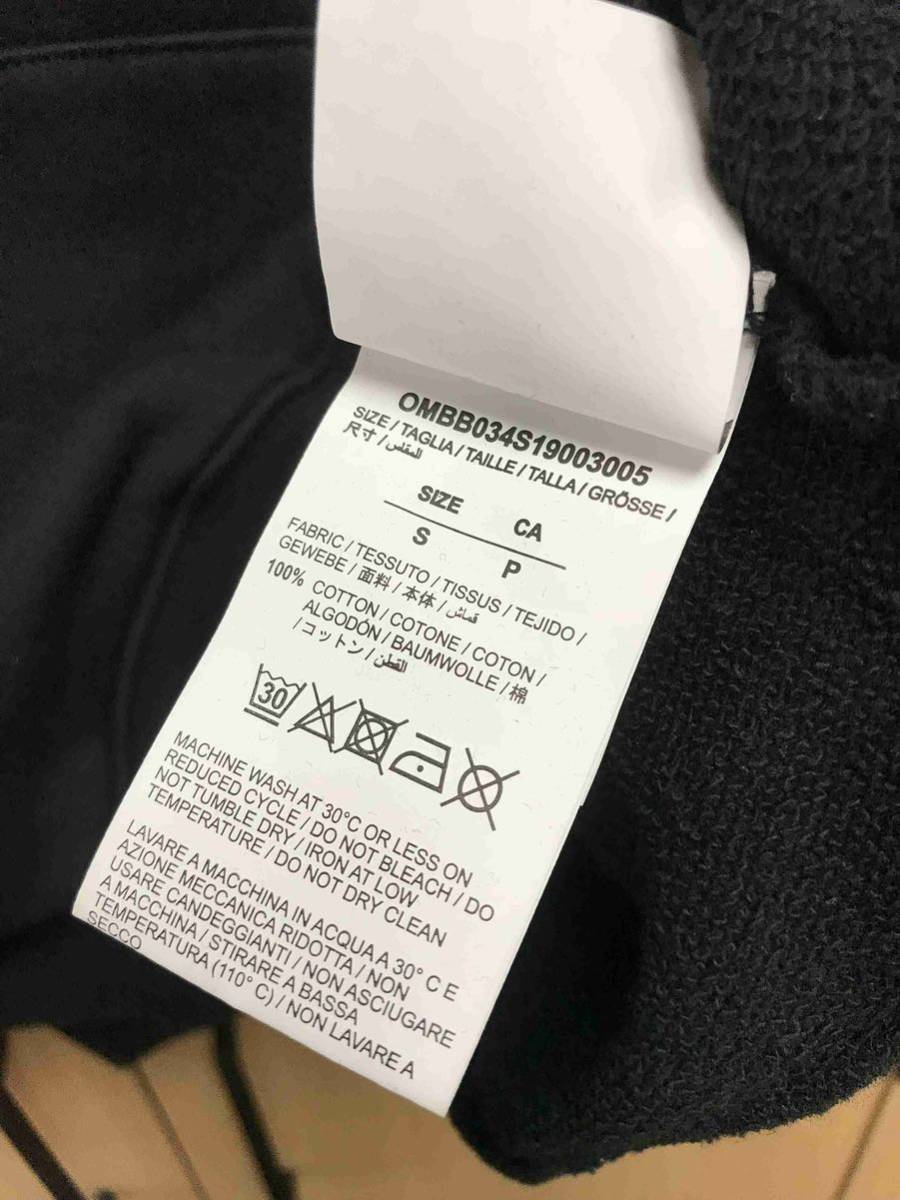 OMBB034S19003005
SIZE / TAGLIA / TAILLE / TALLA / GRÖSSE /
尺寸 / المقلس
SIZE CA
S P
FABRIC / TESSUTO / TISSUS / TEJIDO /
GEWEBE / 面料 / 本体 / قماش
100% COTTON / COTONE / COTON /
ALGODÓN / BAUMWOLLE / 棉
/ コットン / القطن
30
MACHINE WASH AT 30°C OR LESS ON
REDUCED CYCLE / DO NOT BLEACH / DO
NOT TUMBLE DRY / IRON AT LOW
TEMPERATURE / DO NOT DRY CLEAN
LAVARE A MACCHINA IN ACQUA A 30° C E
AZIONE MECCANICA RIDOTTA / NON
USARE CANDEGGIANTI / NON ASCIUGARE
A MACCHINA / STIRARE A BASSA
TEMPERATURA (110° C) / NON LAVARE A
SECCO